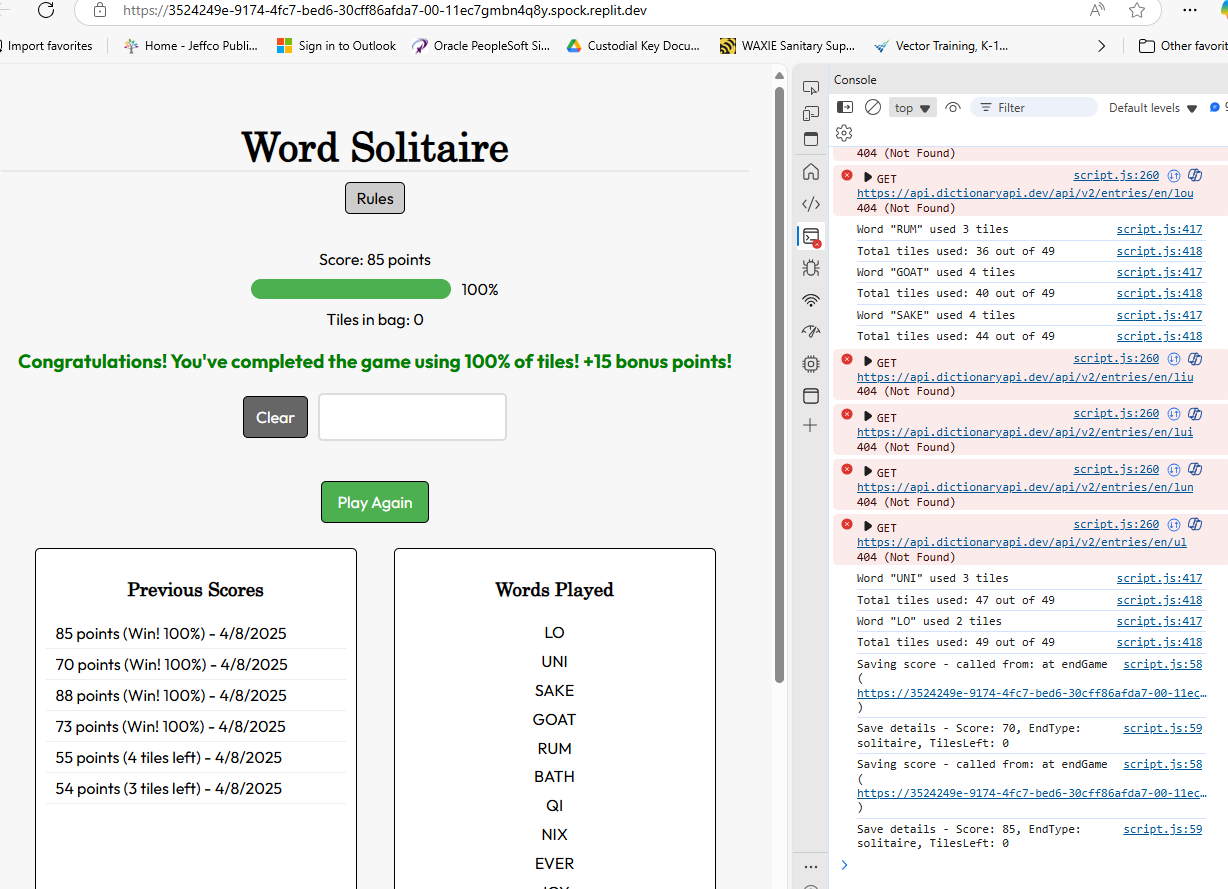 https://3524249e-9174-4fc7-bed6-30cff86afda7-00-11ec7gmbn4q8y.spock.replit.dev
Import favorites
Home - Jeffco Publi...
Sign in to Outlook
Oracle PeopleSoft Si...
Custodial Key Docu...
WAXIE Sanitary Sup...
Vector Training, K-1...
Other favorit
Word Solitaire
Rules
Score: 85 points
100%
Tiles in bag: 0
Congratulations! You've completed the game using 100% of tiles! +15 bonus points!
Clear
Play Again
Previous Scores
85 points (Win! 100%) - 4/8/2025
70 points (Win! 100%) - 4/8/2025
88 points (Win! 100%) - 4/8/2025
73 points (Win! 100%) - 4/8/2025
55 points (4 tiles left) - 4/8/2025
54 points (3 tiles left) - 4/8/2025
Words Played
LO
UNI
SAKE
GOAT
RUM
BATH
QI
NIX
EVER
Console
top
Filter
Default levels
404 (Not Found)
GET script.js:260
https://api.dictionaryapi.dev/api/v2/entries/en/lou
404 (Not Found)
Word "RUM" used 3 tiles script.js:417
Total tiles used: 36 out of 49 script.js:418
Word "GOAT" used 4 tiles script.js:417
Total tiles used: 40 out of 49 script.js:418
Word "SAKE" used 4 tiles script.js:417
Total tiles used: 44 out of 49 script.js:418
GET script.js:260
https://api.dictionaryapi.dev/api/v2/entries/en/liu
404 (Not Found)
GET script.js:260
https://api.dictionaryapi.dev/api/v2/entries/en/lui
404 (Not Found)
GET script.js:260
https://api.dictionaryapi.dev/api/v2/entries/en/lun
404 (Not Found)
GET script.js:260
https://api.dictionaryapi.dev/api/v2/entries/en/ul
404 (Not Found)
Word "UNI" used 3 tiles script.js:417
Total tiles used: 47 out of 49 script.js:418
Word "LO" used 2 tiles script.js:417
Total tiles used: 49 out of 49 script.js:418
Saving score - called from: at endGame script.js:58
(
https://3524249e-9174-4fc7-bed6-30cff86afda7-00-11ec...
)
Save details - Score: 70, EndType: script.js:59
solitaire, TilesLeft: 0
Saving score - called from: at endGame script.js:58
(
https://3524249e-9174-4fc7-bed6-30cff86afda7-00-11ec...
)
Save details - Score: 85, EndType: script.js:59
solitaire, TilesLeft: 0